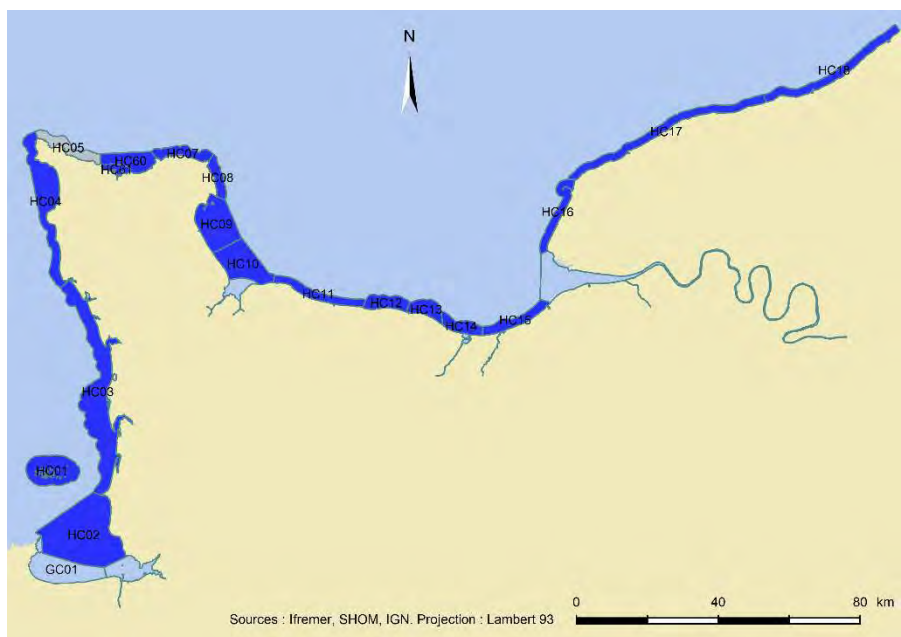 N
HC18
HC17
HC05
HC60
HC07
HC61
HC08
HC04
HC16
HC09
HC10
HC11
HC12
HC13
HC14
HC15
HC03
HC01
HC02
GC01
0 40 80 km
Sources : Ifremer, SHOM, IGN. Projection : Lambert 93